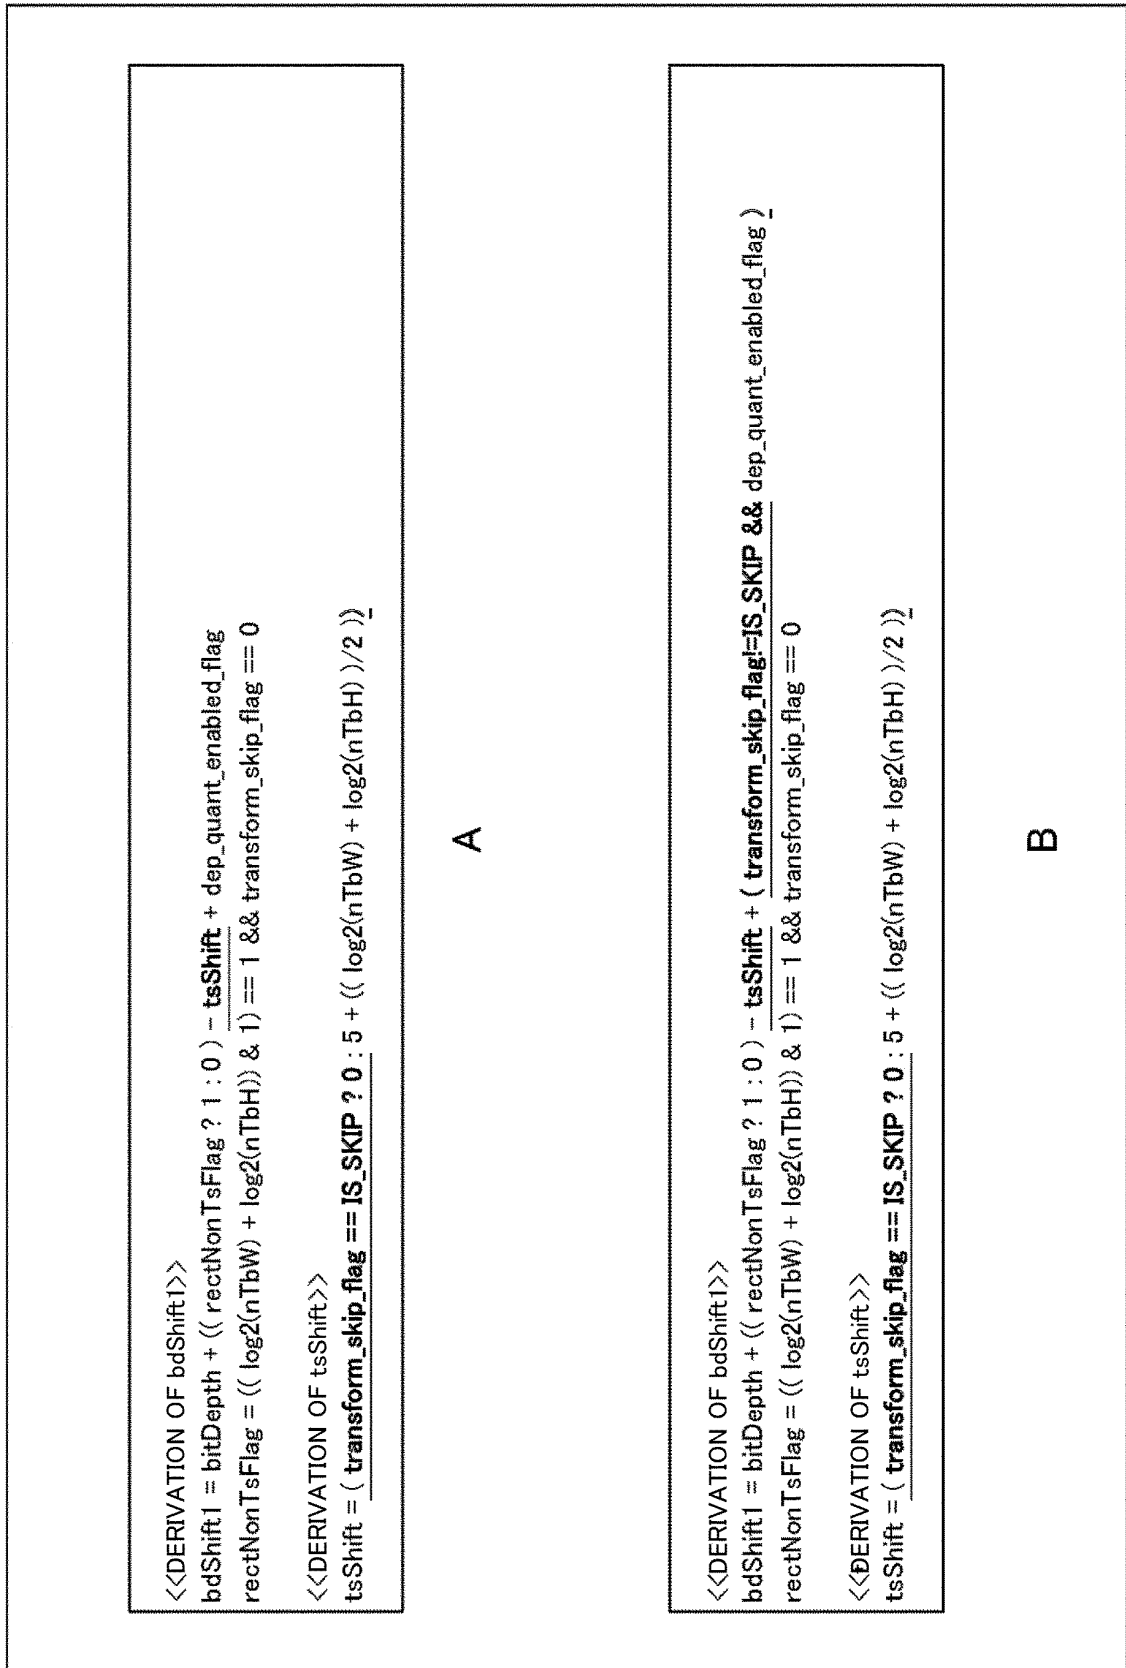 <<DERIVATION OF bdShift1>>
bdShift1 = bitDepth + (( rectNonTsFlag ? 1 : 0 ) - tsShift + dep_quant_enabled_flag
rectNonTsFlag = (( log2(nTbW) + log2(nTbH)) & 1) == 1 && transform_skip_flag == 0
<<DERIVATION OF tsShift>>
tsShift = ( transform_skip_flag == IS_SKIP ? 0 : 5 + (( log2(nTbW) + log2(nTbH) )/2 ))
A
<<DERIVATION OF bdShift1>>
bdShift1 = bitDepth + (( rectNonTsFlag ? 1 : 0 ) - tsShift + ( transform_skip_flag!=IS_SKIP && dep_quant_enabled_flag )
rectNonTsFlag = (( log2(nTbW) + log2(nTbH)) & 1) == 1 && transform_skip_flag == 0
<<DERIVATION OF tsShift>>
tsShift = ( transform_skip_flag == IS_SKIP ? 0 : 5 + (( log2(nTbW) + log2(nTbH) )/2 ))
B